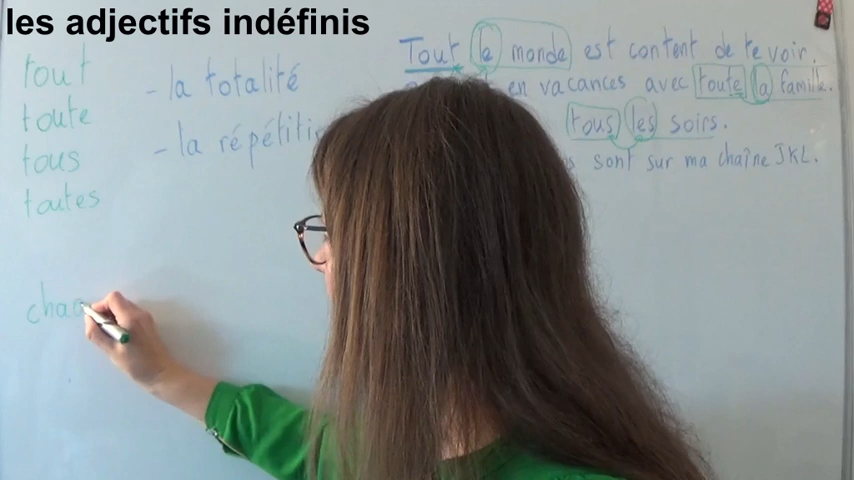 les adjectifs indéfinis
tout
toute
tous
toutes
- la totalité
- la répétiti
Tout le monde est content de te voir.
en vacances avec toute la famille.
tous les soirs.
sont sur ma chaîne JKL.
cha